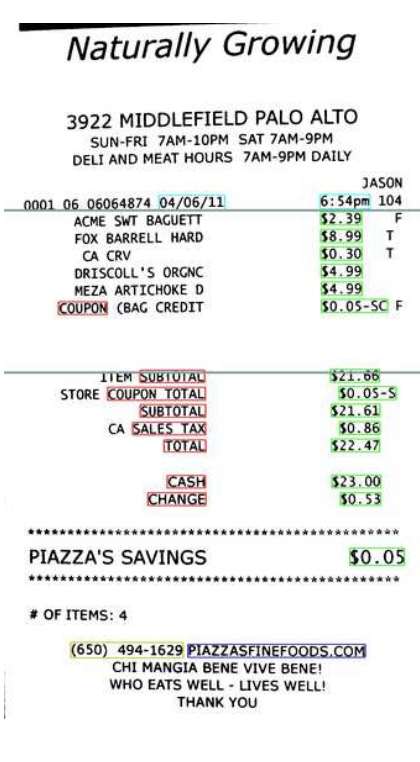 Naturally Growing
3922 MIDDLEFIELD PALO ALTO
SUN-FRI 7AM-10PM SAT 7AM-9PM
DELI AND MEAT HOURS 7AM-9PM DAILY
JASON
0001 06 06064874 04/06/11 6:54pm 104
ACME SWT BAGUETT $2.39 F
FOX BARRELL HARD $8.99 T
CA CRV $0.30 T
DRISCOLL'S ORGNC $4.99
MEZA ARTICHOKE D $4.99
COUPON (BAG CREDIT $0.05-SC F
ITEM SUBTOTAL $21.66
STORE COUPON TOTAL $0.05-S
SUBTOTAL $21.61
CA SALES TAX $0.86
TOTAL $22.47
CASH $23.00
CHANGE $0.53
*******************************************
PIAZZA'S SAVINGS $0.05
*******************************************
# OF ITEMS: 4
(650) 494-1629 PIAZZASFINEFOODS.COM
CHI MANGIA BENE VIVE BENE!
WHO EATS WELL - LIVES WELL!
THANK YOU